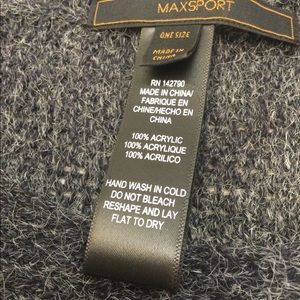 MAXSPORT
ONE SIZE
MADE IN
CHINA
RN 142790
MADE IN CHINA/
FABRIQUE EN
CHINE/HECHO EN
CHINA
100% ACRYLIC
100% ACRYLIQUE
100% ACRILICO
HAND WASH IN COLD
DO NOT BLEACH
RESHAPE AND LAY
FLAT TO DRY